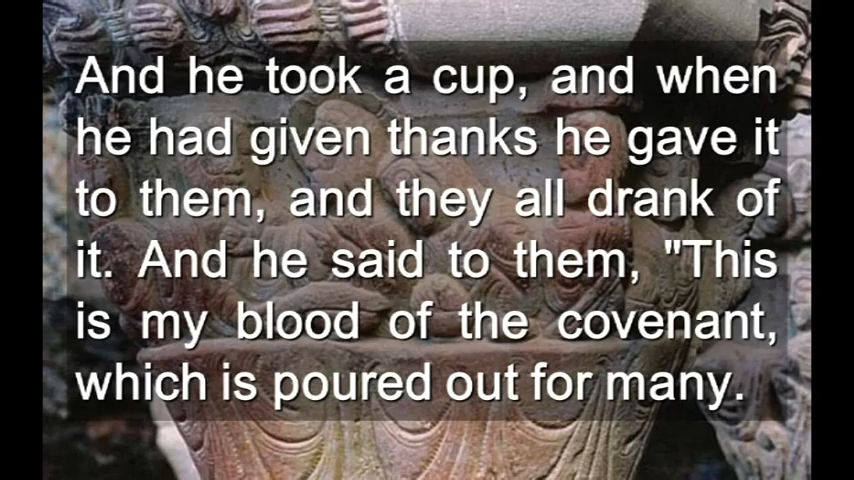 And he took a cup, and when
he had given thanks he gave it
to them, and they all drank of
it. And he said to them, "This
is my blood of the covenant,
which is poured out for many.